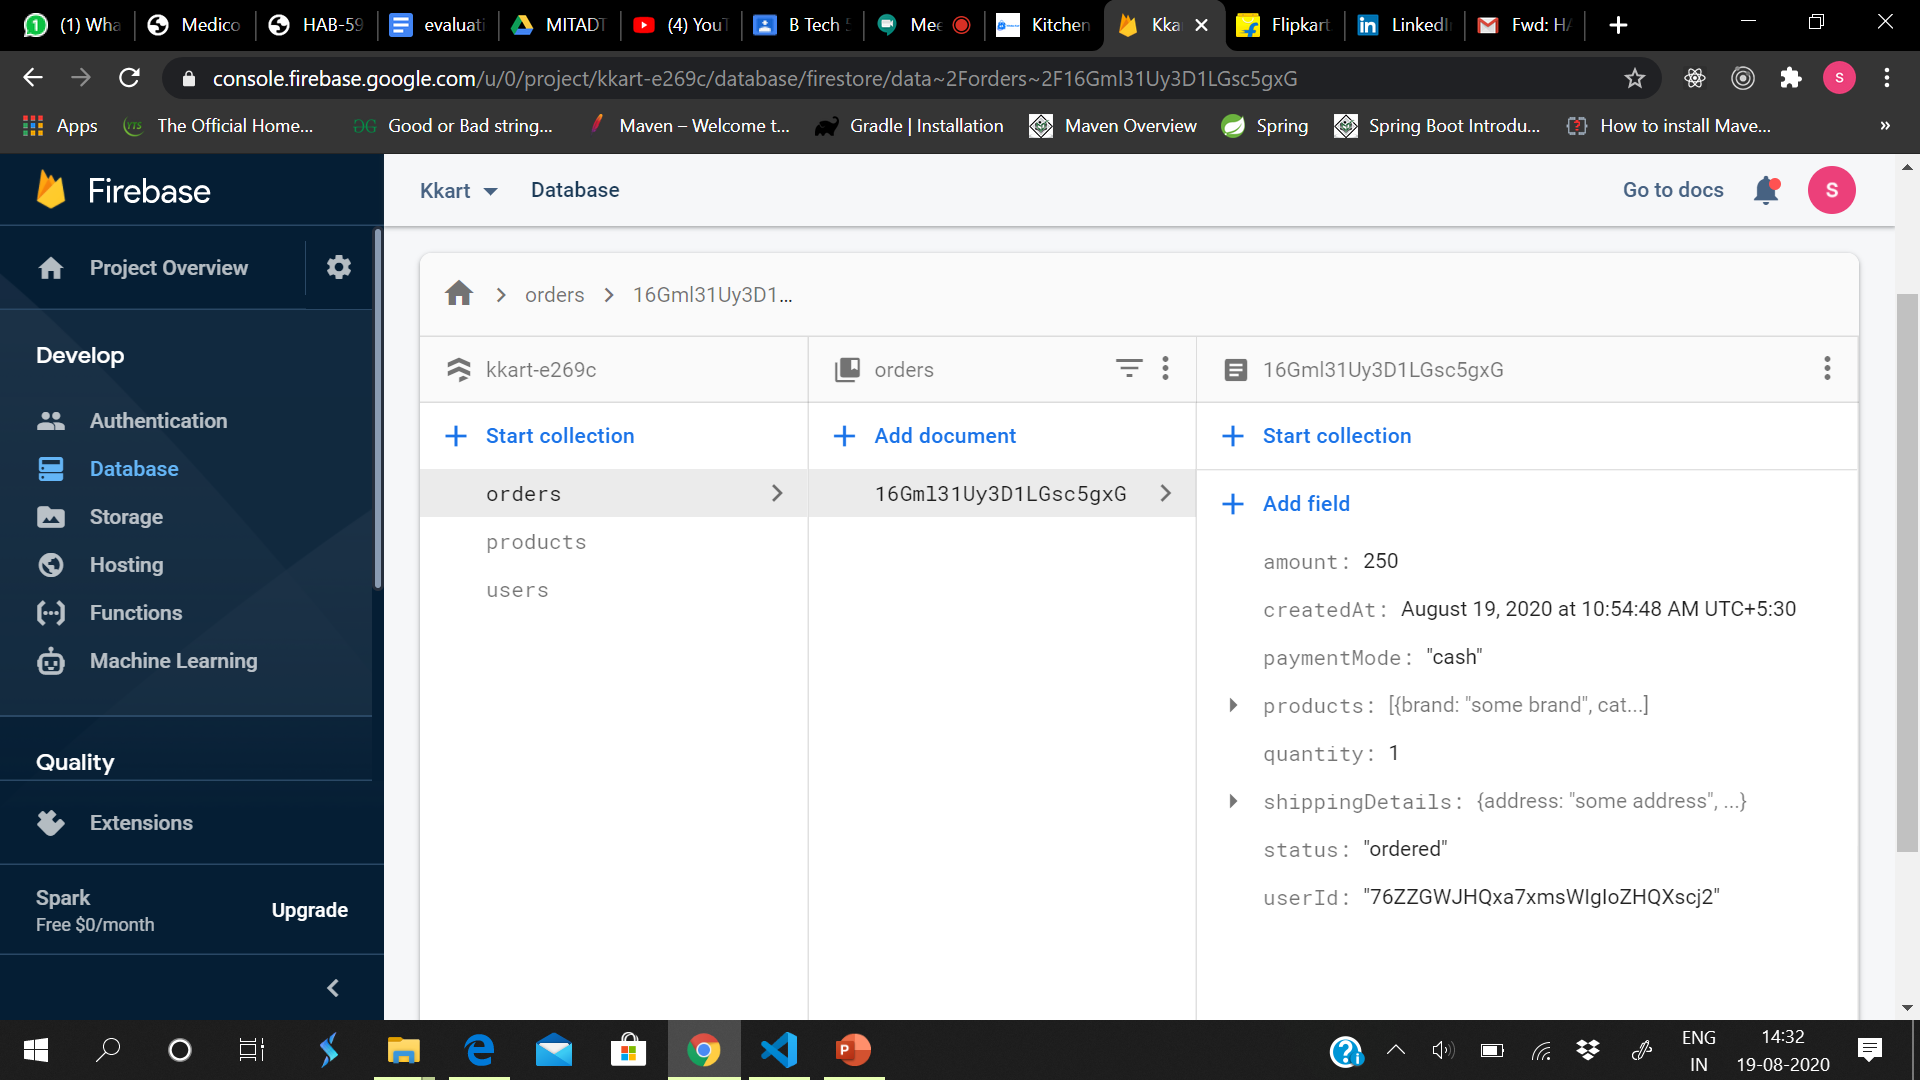 (1) Wha
Medico
HAB-59
evaluati
MITADT
(4) YouT
B Tech 5
Mee
Kitchen
Kka
Flipkart
LinkedI
Fwd: HA
console.firebase.google.com/u/0/project/kkart-e269c/database/firestore/data~2Forders~2F16Gml31Uy3D1LGsc5gxG
S
Apps
The Official Home...
Good or Bad string...
Maven – Welcome t...
Gradle | Installation
Maven Overview
Spring
Spring Boot Introdu...
How to install Mave...
»
Firebase
Kkart
Database
Go to docs
S
Project Overview
Develop
Authentication
Database
Storage
Hosting
Functions
Machine Learning
Quality
Extensions
Spark
Free $0/month
Upgrade
orders
16Gml31Uy3D1...
kkart-e269c
Start collection
orders
products
users
orders
Add document
16Gml31Uy3D1LGsc5gxG
16Gml31Uy3D1LGsc5gxG
Start collection
Add field
amount: 250
createdAt: August 19, 2020 at 10:54:48 AM UTC+5:30
paymentMode: "cash"
products: [{brand: "some brand", cat...]
quantity: 1
shippingDetails: {address: "some address", ...}
status: "ordered"
userId: "76ZZGWJHQxa7xmsWIgIoZHQXscj2"
ENG
IN
14:32
19-08-2020